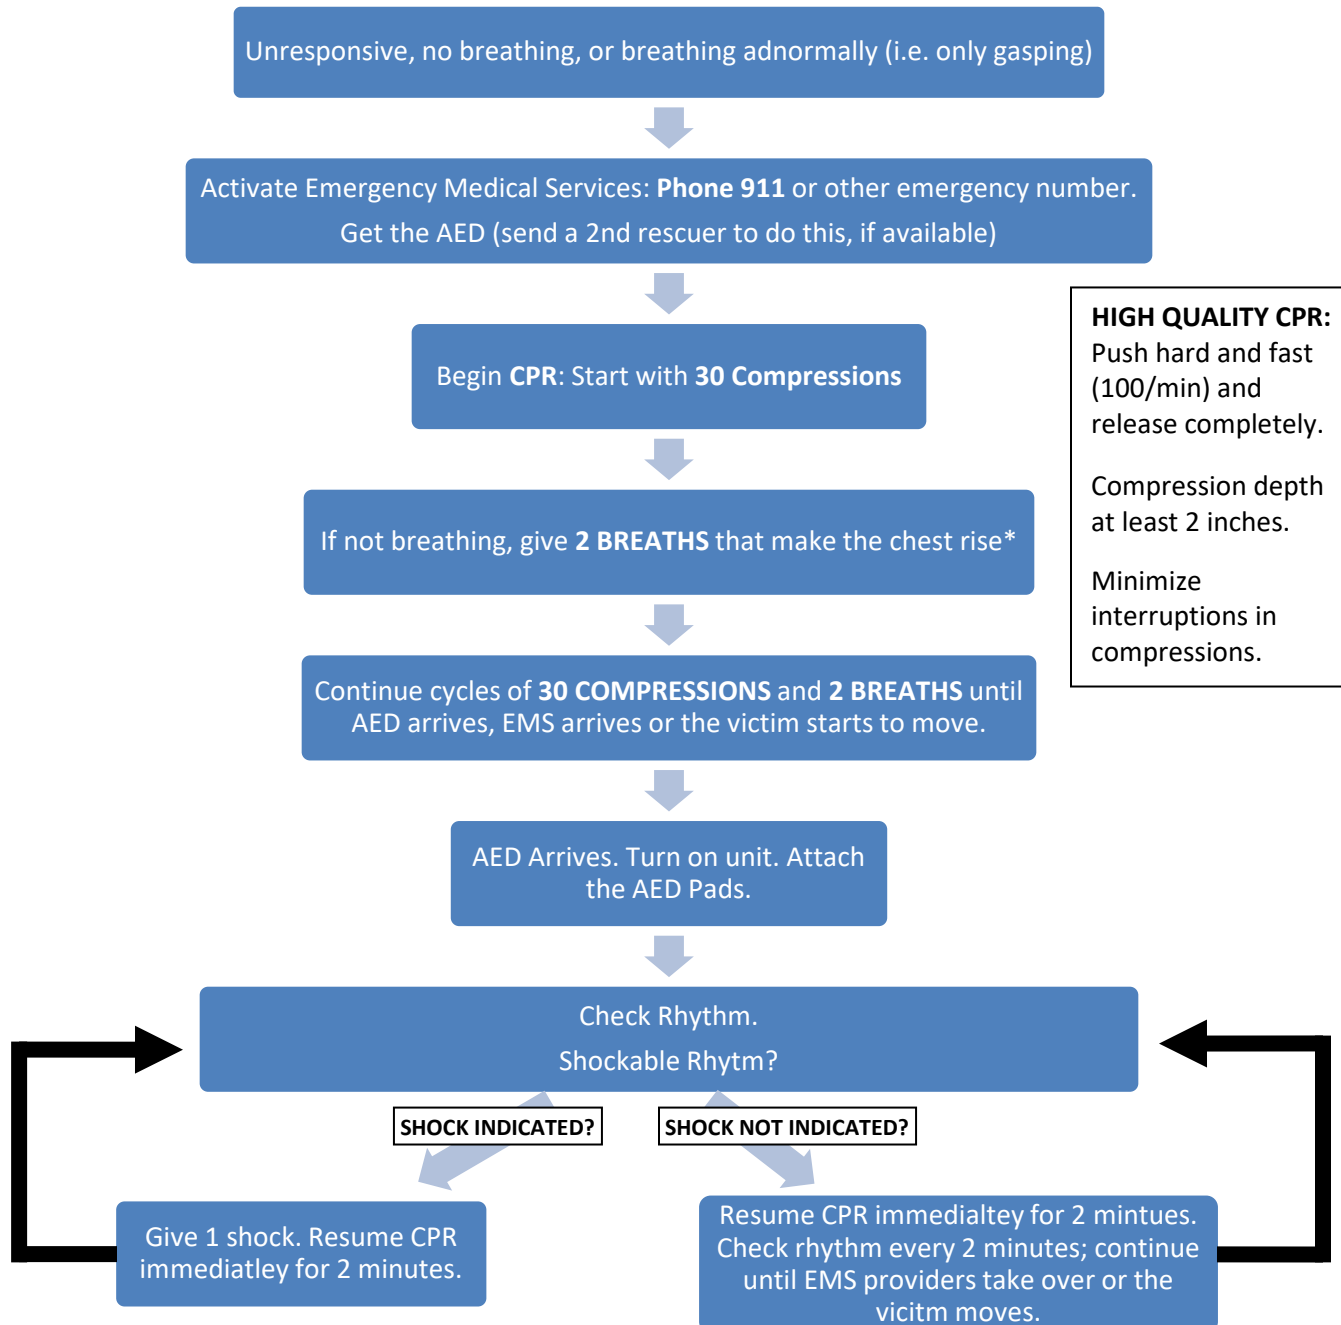 Unresponsive, no breathing, or breathing adnormally (i.e. only gasping)
Activate Emergency Medical Services: Phone 911 or other emergency number.
Get the AED (send a 2nd rescuer to do this, if available)
Begin CPR: Start with 30 Compressions
If not breathing, give 2 BREATHS that make the chest rise*
Continue cycles of 30 COMPRESSIONS and 2 BREATHS until
AED arrives, EMS arrives or the victim starts to move.
HIGH QUALITY CPR:
Push hard and fast
(100/min) and
release completely.
Compression depth
at least 2 inches.
Minimize
interruptions in
compressions.
AED Arrives. Turn on unit. Attach
the AED Pads.
Check Rhythm.
Shockable Rhytm?
SHOCK INDICATED?
SHOCK NOT INDICATED?
Give 1 shock. Resume CPR
immediatley for 2 minutes.
Resume CPR immedialtey for 2 mintues.
Check rhythm every 2 minutes; continue
until EMS providers take over or the
vicitm moves.